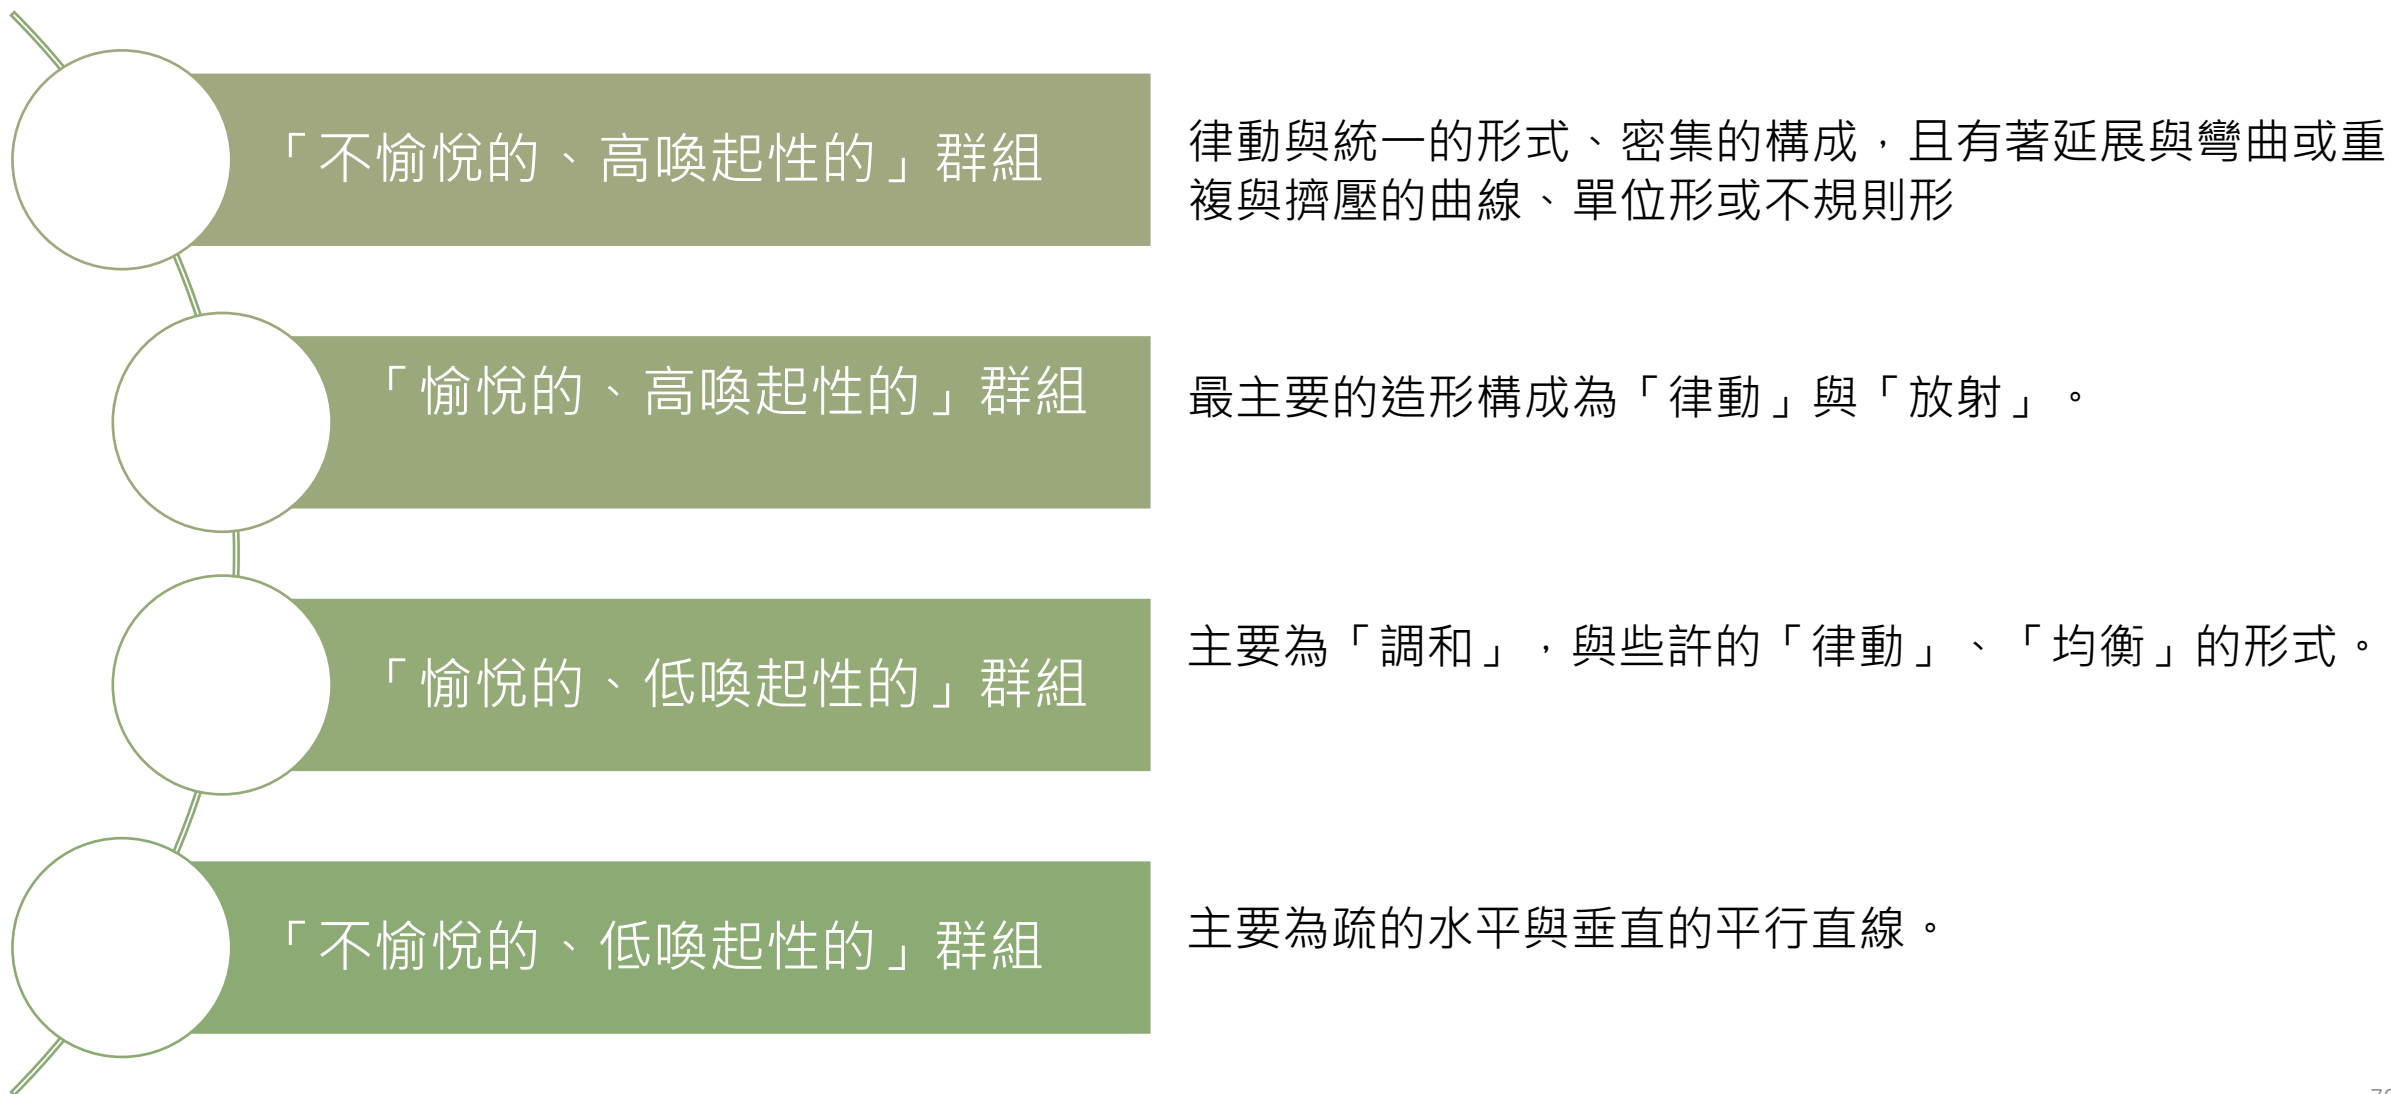 「不愉悅的、高喚起性的」群組
律動與統一的形式、密集的構成，且有著延展與彎曲或重
複與擠壓的曲線、單位形或不規則形
「愉悅的、高喚起性的」群組
最主要的造形構成為「律動」與「放射」。
「愉悅的、低喚起性的」群組
主要為「調和」，與些許的「律動」、「均衡」的形式。
「不愉悅的、低喚起性的」群組
主要為疏的水平與垂直的平行直線。